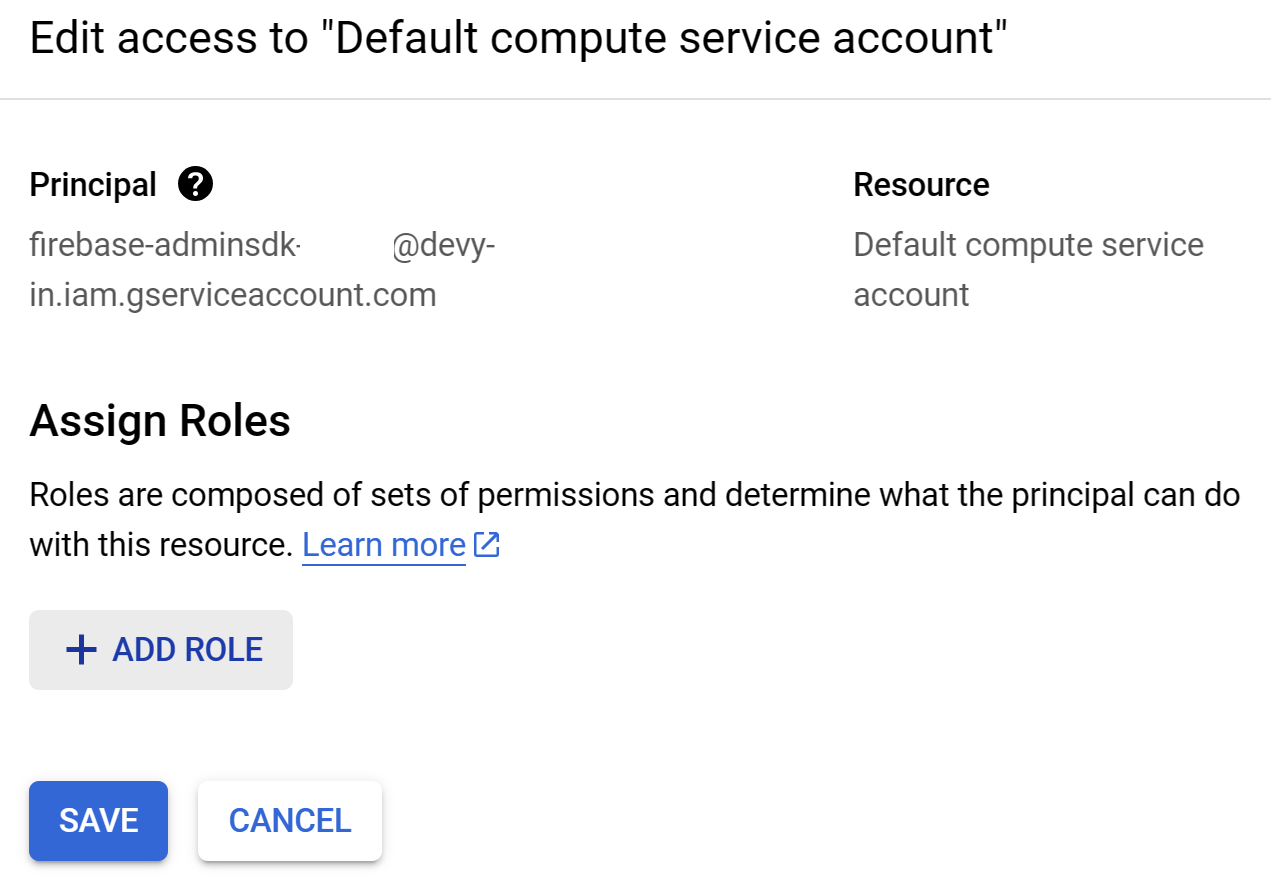 Edit access to "Default compute service account"
Principal
Resource
firebase-adminsdk- @devy-
in.iam.gserviceaccount.com
Default compute service
account
Assign Roles
Roles are composed of sets of permissions and determine what the principal can do
with this resource. Learn more
ADD ROLE
SAVE
CANCEL